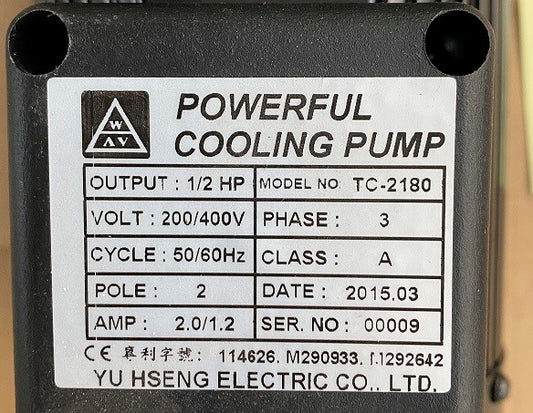 W
AV
POWERFUL
COOLING PUMP
OUTPUT : 1/2 HP MODEL NO: TC-2180
VOLT : 200/400V PHASE : 3
CYCLE: 50/60Hz CLASS : A
POLE : 2 DATE : 2015.03
AMP : 2.0/1.2 SER. NO : 00009
CE 專利字號: 114626. M290933. M292642
YU HSENG ELECTRIC CO., LTD.